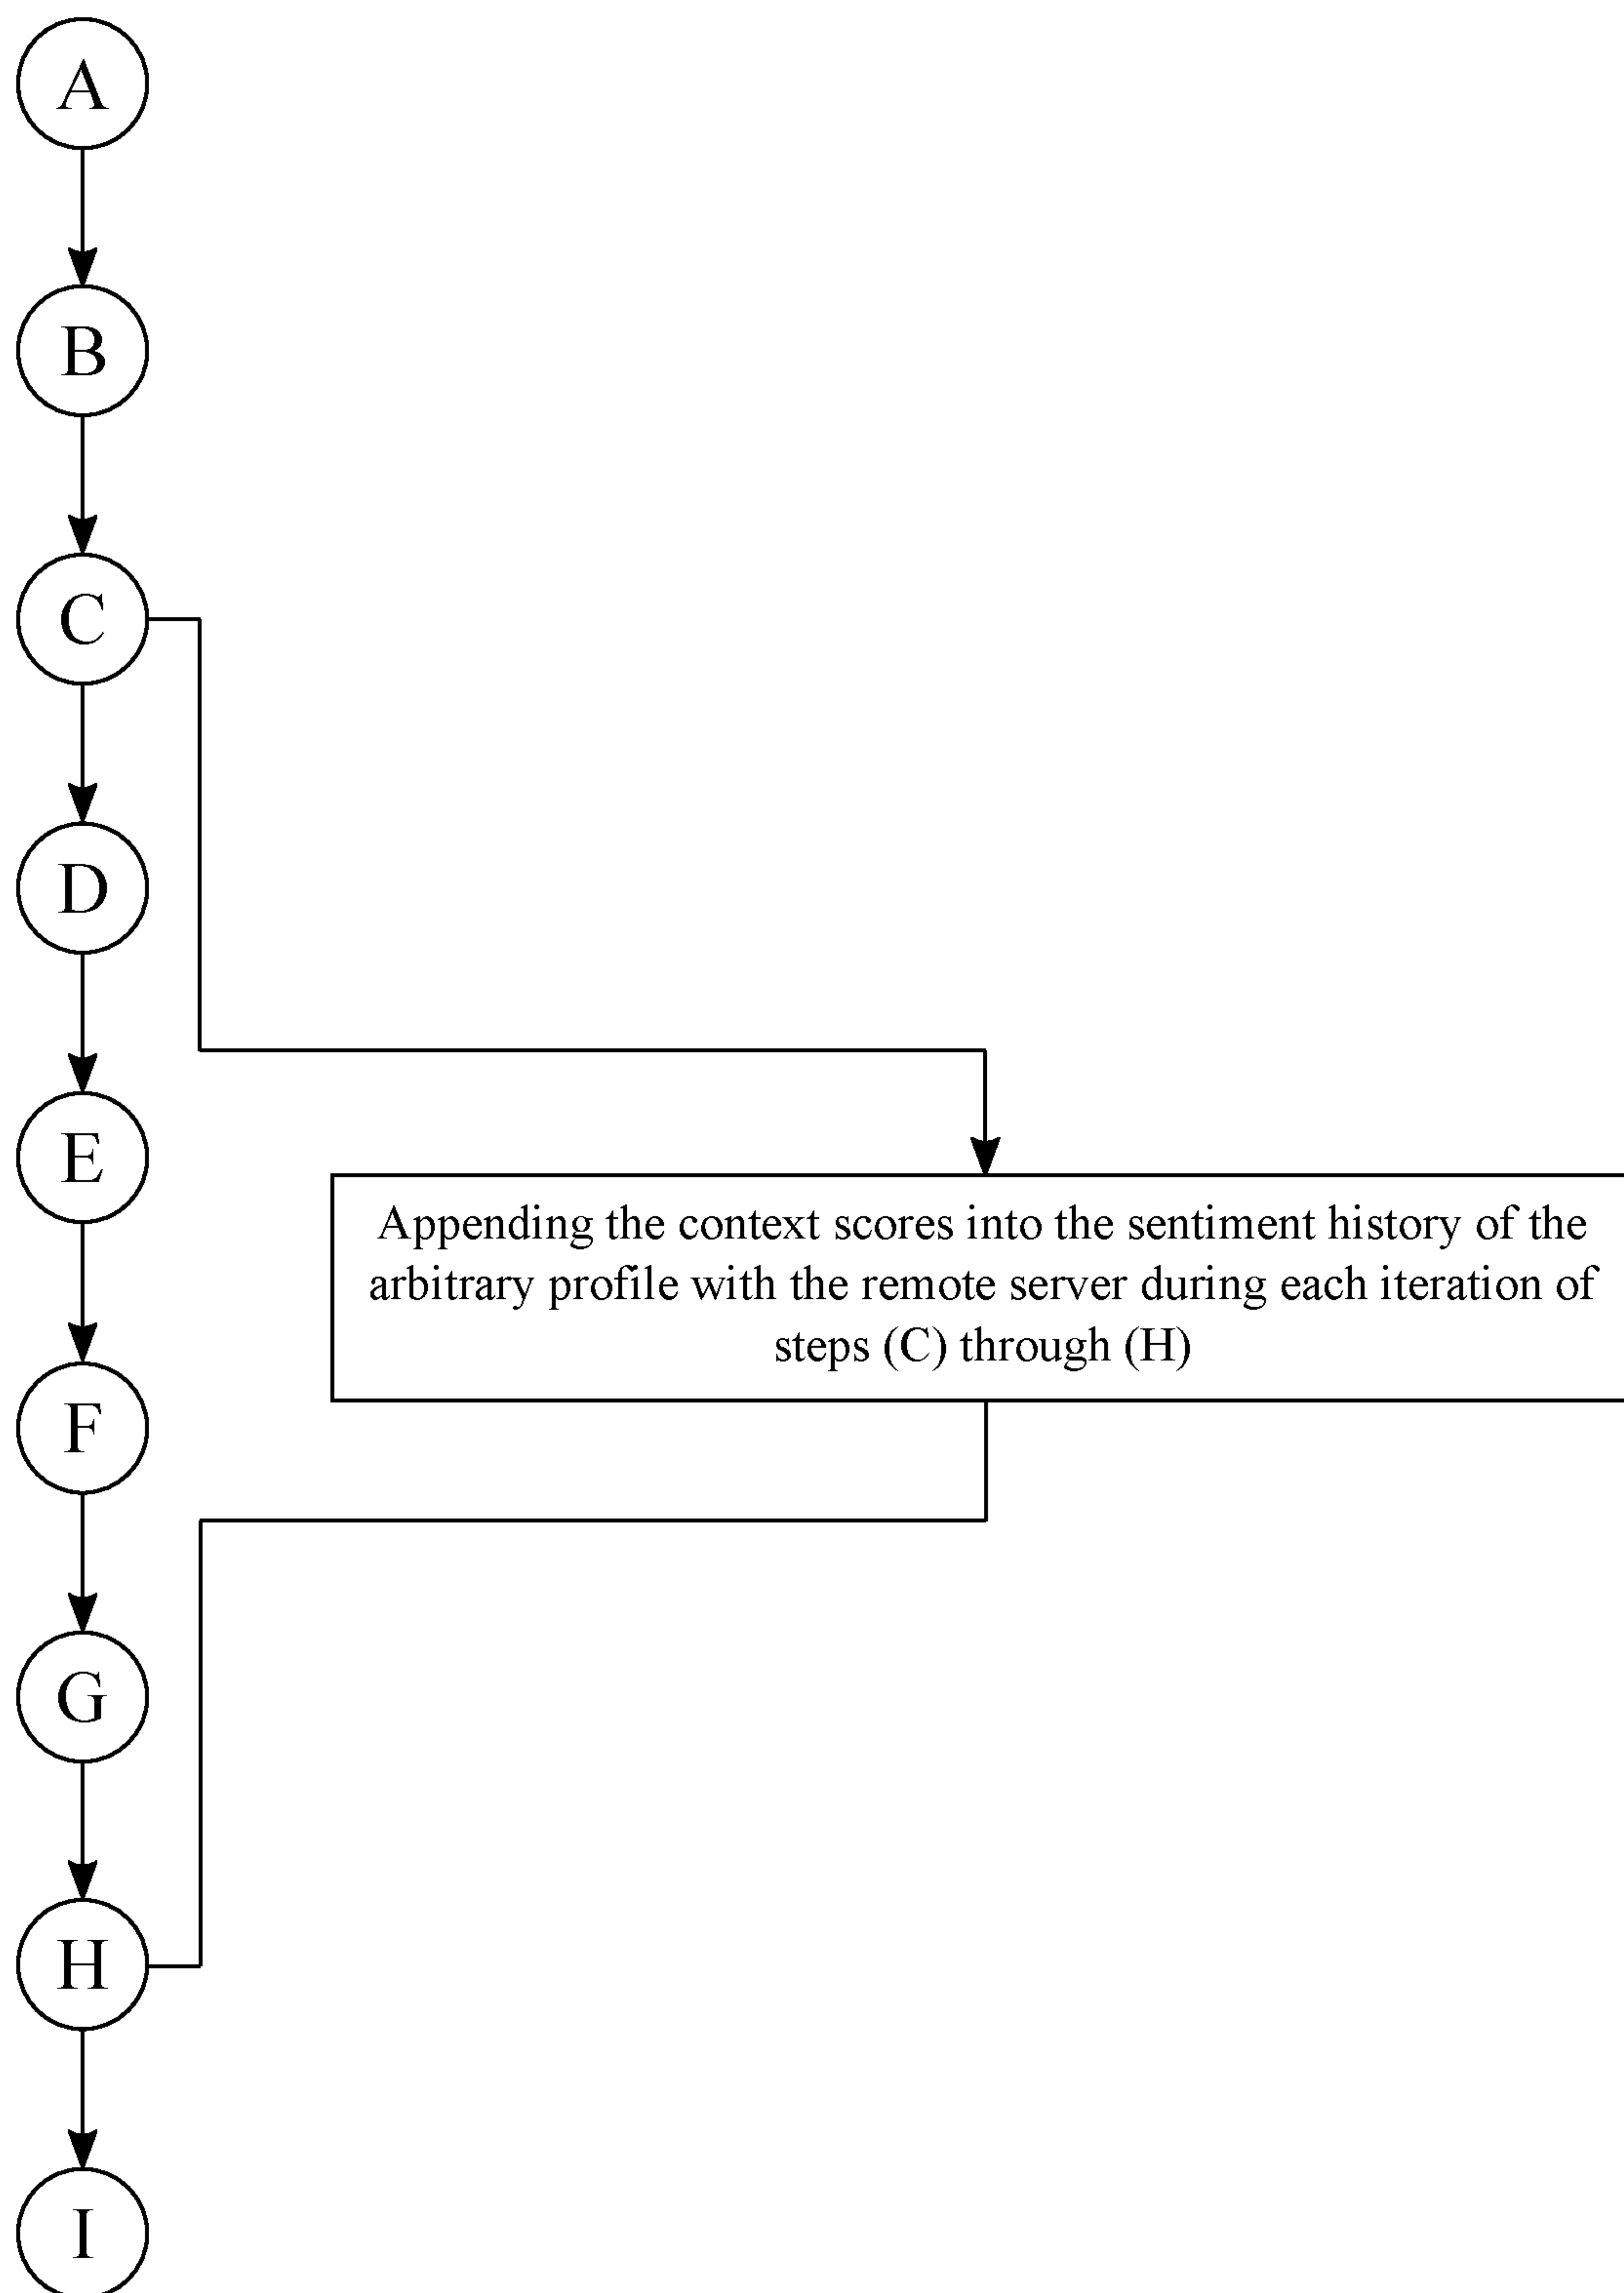 A
B
C
D
E
Appending the context scores into the sentiment history of the
arbitrary profile with the remote server during each iteration of
steps (C) through (H)
F
G
H
I